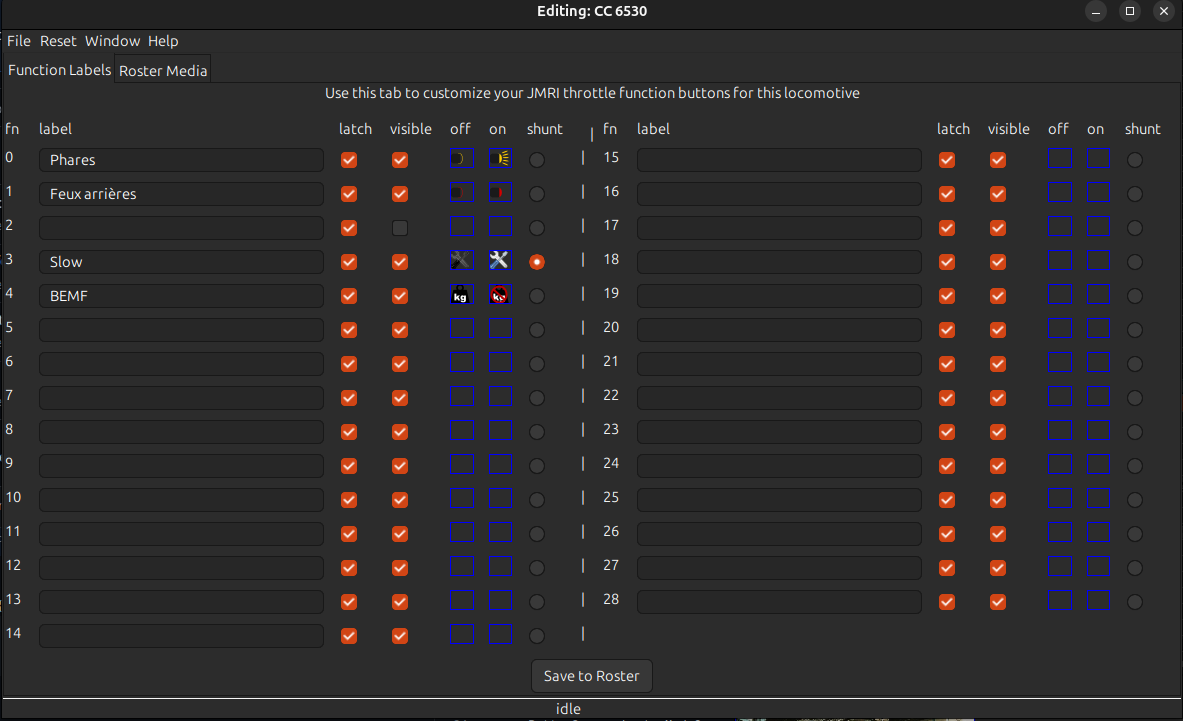 Editing: CC 6530
File Reset Window Help
Function Labels Roster Media
Use this tab to customize your JMRI throttle function buttons for this locomotive
fn label latch visible off on shunt fn label latch visible off on shunt
0 Phares 15
1 Feux arrières 16
2 17
3 Slow 18
4 BEMF kg kg 19
5 20
6 21
7 22
8 23
9 24
10 25
11 26
12 27
13 28
14
Save to Roster
idle